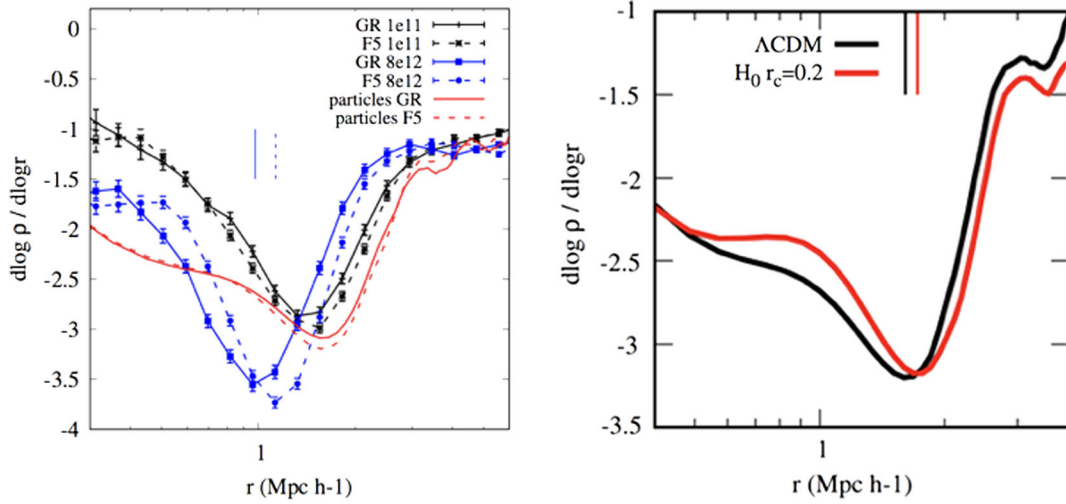 GR 1e11
F5 1e11
GR 8e12
F5 8e12
particles GR
particles F5
0
-0.5
-1
-1.5
-2
-2.5
-3
-3.5
-4
dlog ρ / dlogr
1
r (Mpc h-1)
ΛCDM
H0 rc=0.2
-1
-1.5
-2
-2.5
-3
-3.5
dlog ρ / dlogr
1
r (Mpc h-1)